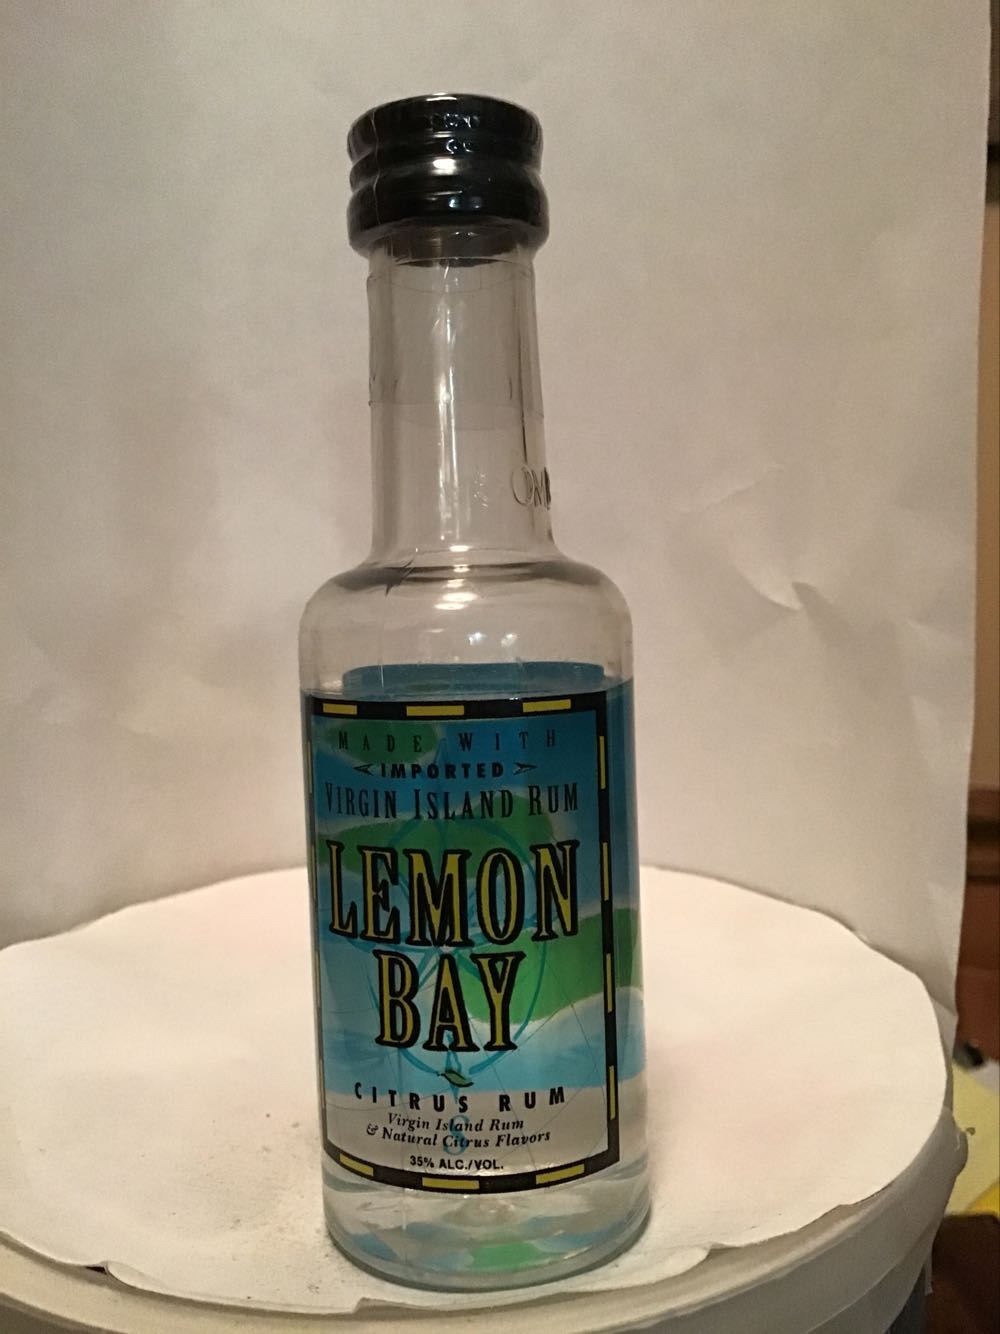 MADE WITH
IMPORTED
VIRGIN ISLAND RUM
LEMON
BAY
CITRUS RUM
Virgin Island Rum
& Natural Citrus Flavors
35% ALC./VOL.